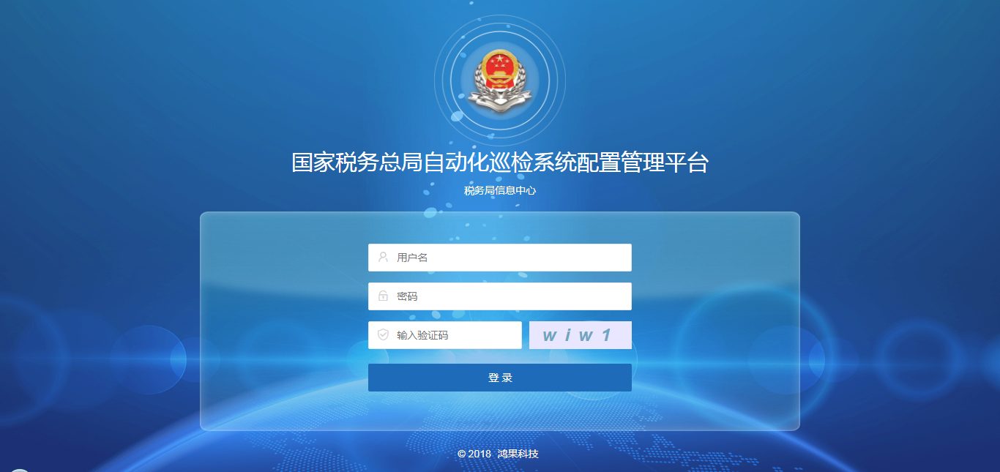 国家税务总局自动化巡检系统配置管理平台
税务局信息中心
用户名
密码
输入验证码 wiw1
登 录
© 2018 鸿果科技